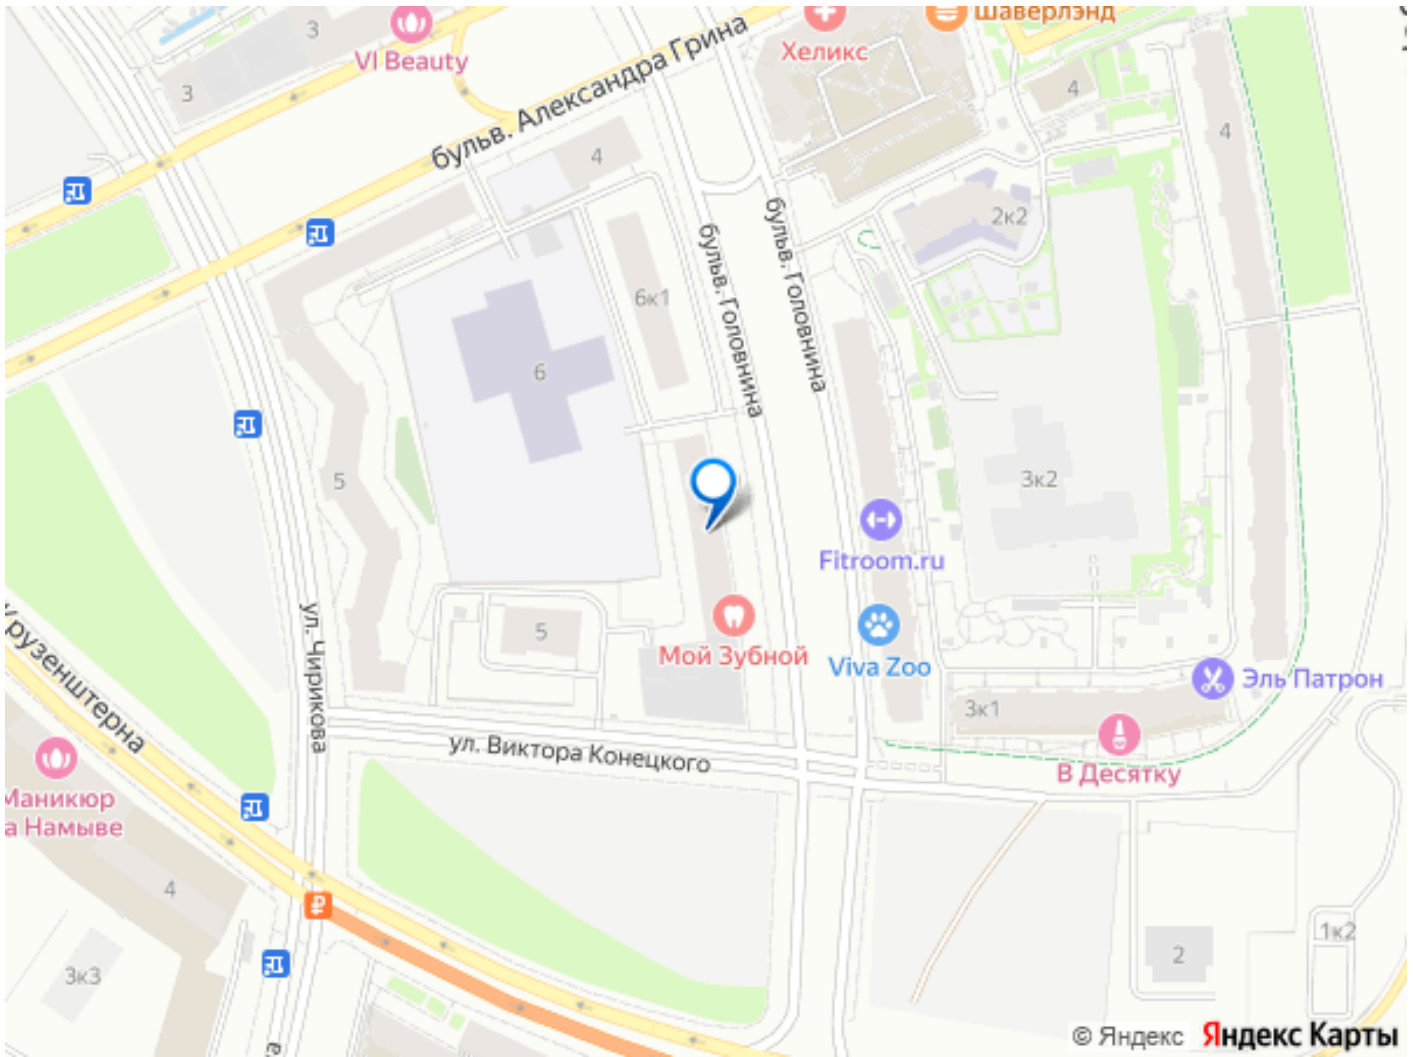 Шаверлэнд
3
VI Beauty
Хеликс
3
бульв. Александра Грина
4
4
4
2к2
бульв. Головнина
бульв. Головнина
6к1
6
5
3к2
Fitroom.ru
ул. Чирикова
5
Мой Зубной
Viva Zoo
Эль Патрон
Крузенштерна
3к1
ул. Виктора Конецкого
В Десятку
Маникюр
а Намыве
4
₽
1к2
2
3к3
© Яндекс Яндекс Карты